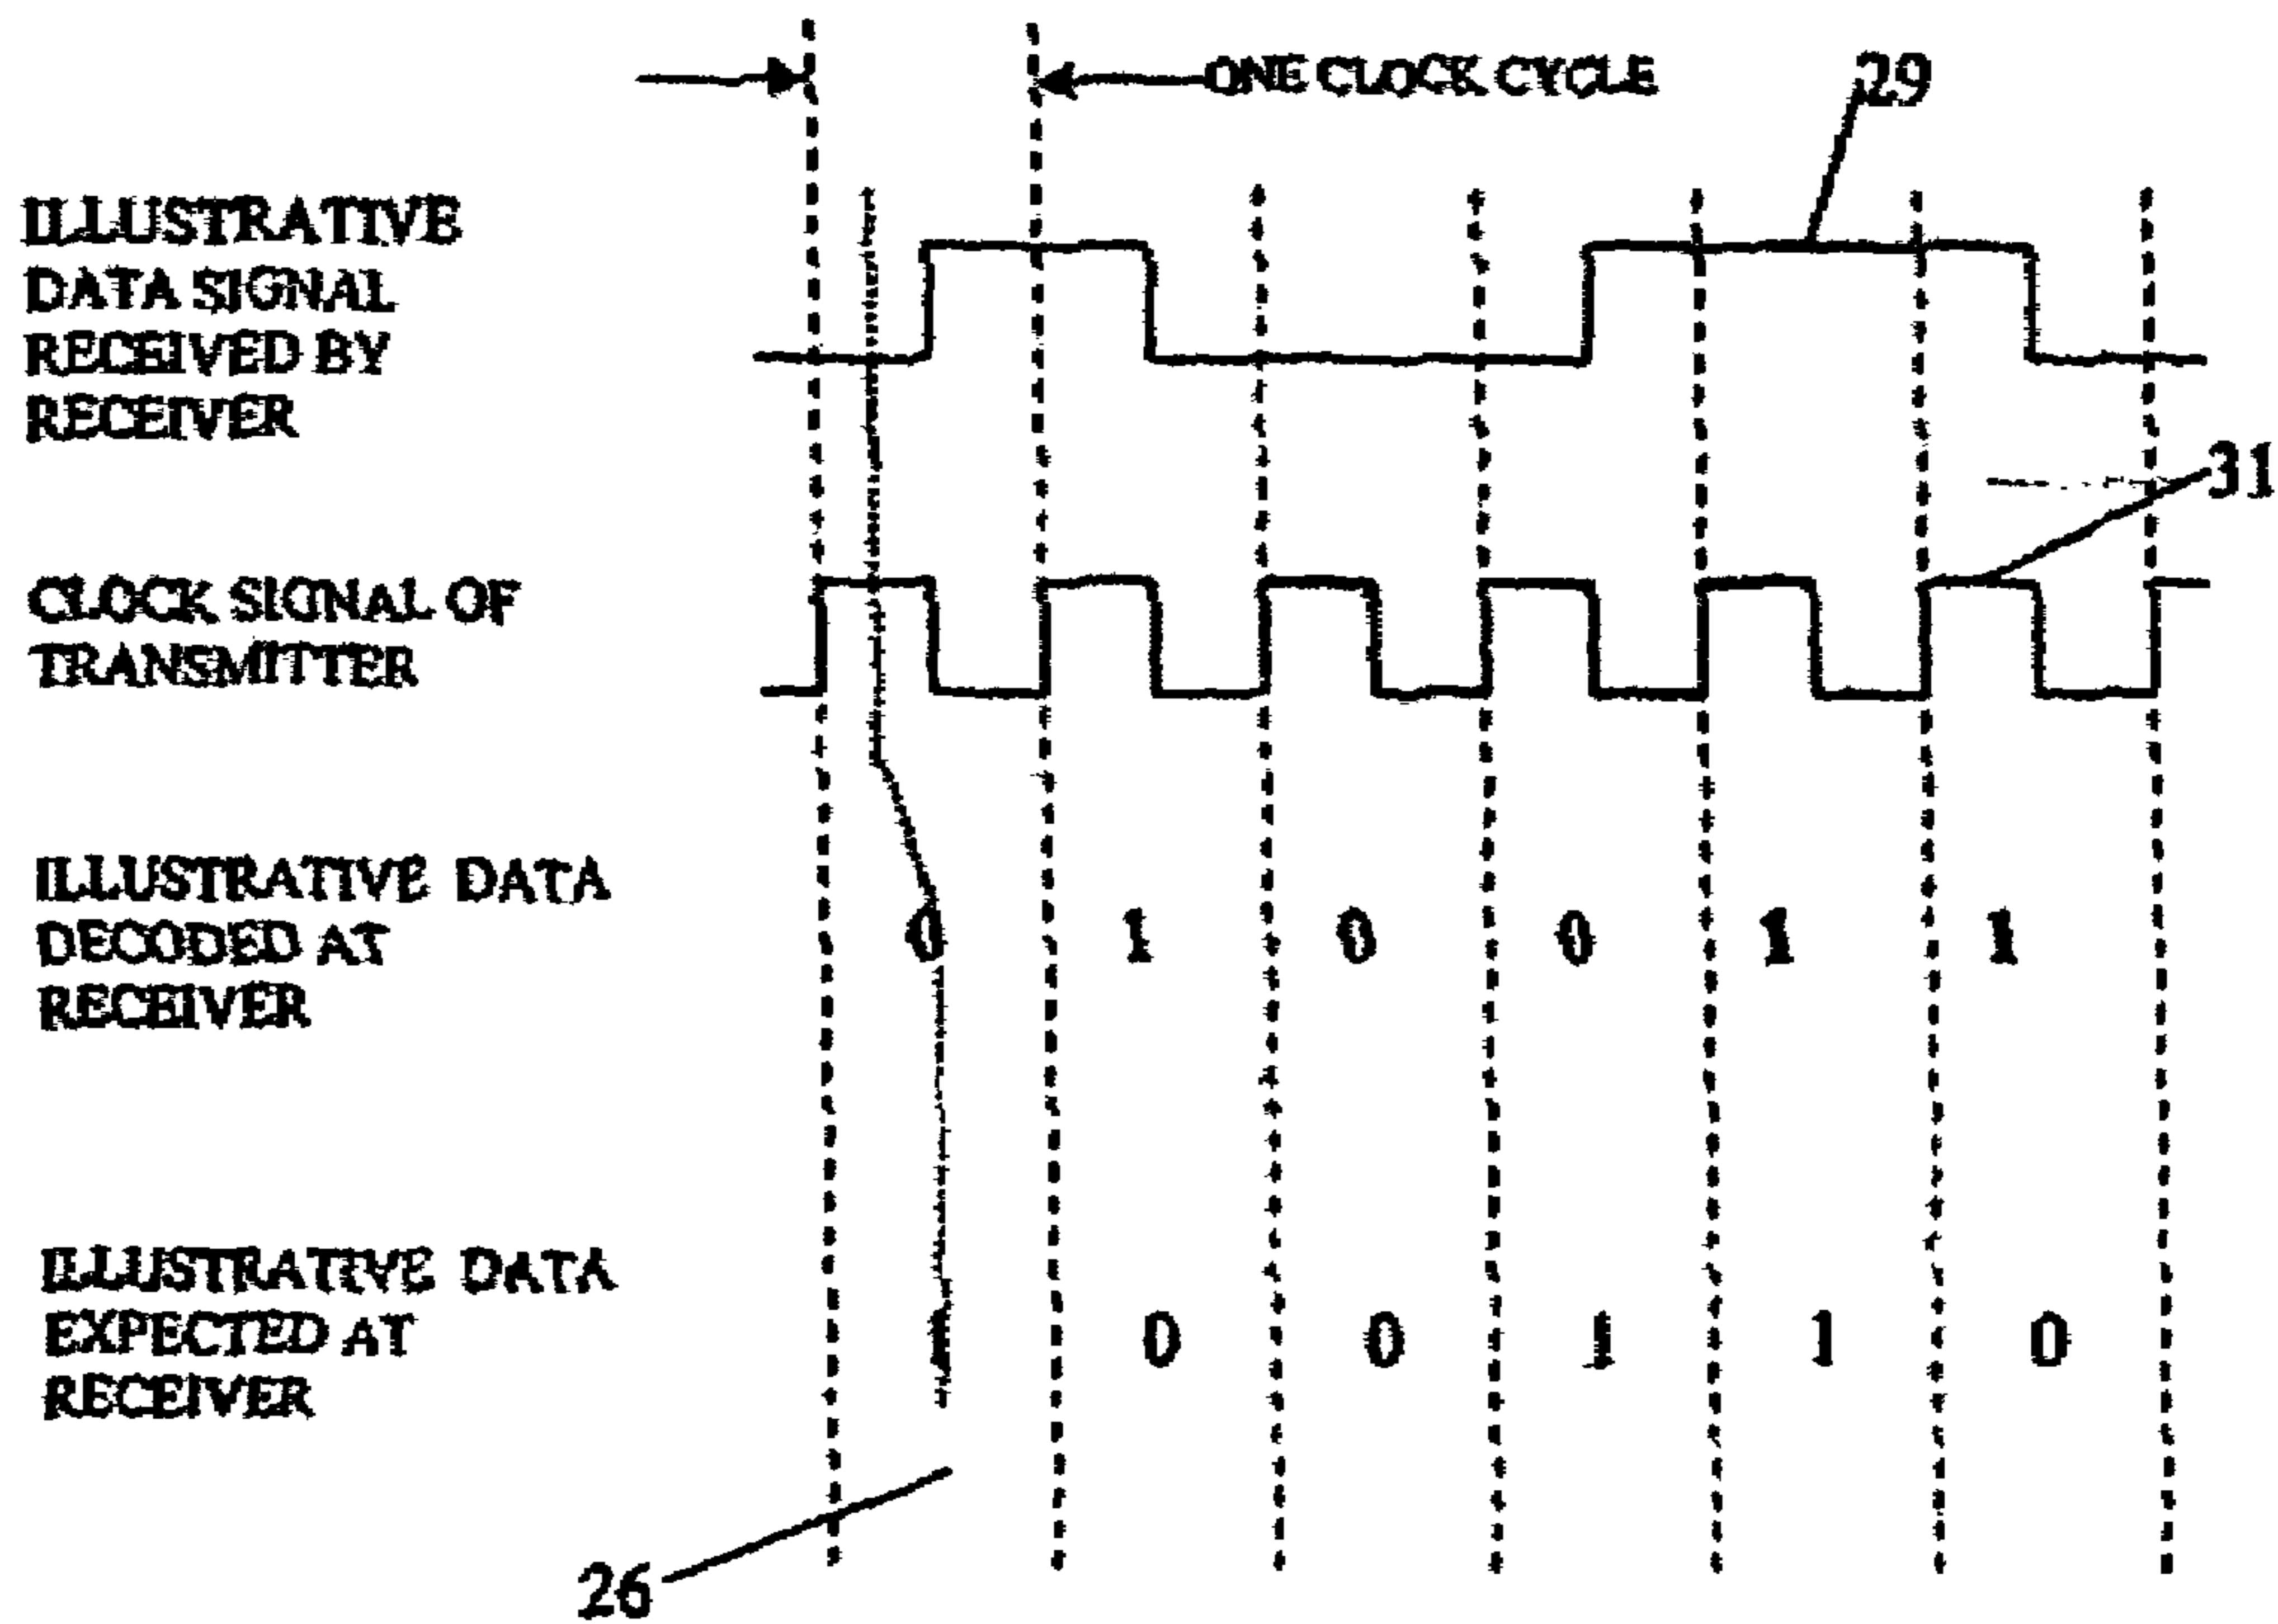 ONE CLOCK CYCLE
29
ILLUSTRATIVE
DATA SIGNAL
RECEIVED BY
RECEIVER
31
CLOCK SIGNAL OF
TRANSMITTER
ILLUSTRATIVE DATA
DECODED AT
RECEIVER
0 1 0 0 1 1
ILLUSTRATIVE DATA
EXPECTED AT
RECEIVER
1 0 0 1 1 0
26